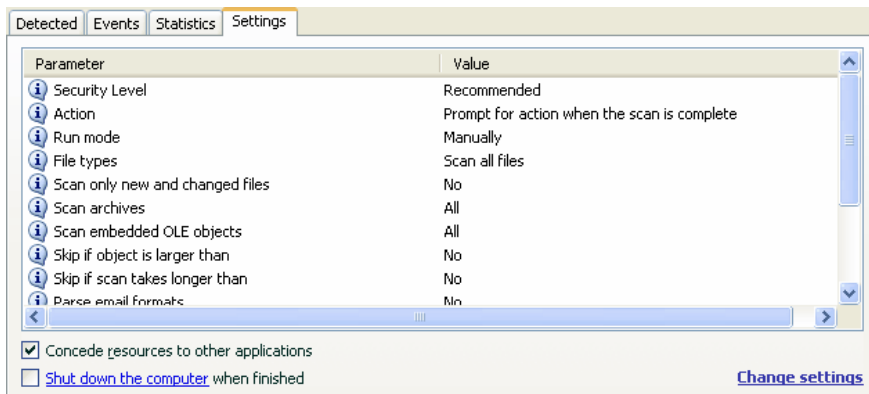 Detected Events Statistics Settings
Parameter Value
Security Level Recommended
Action Prompt for action when the scan is complete
Run mode Manually
File types Scan all files
Scan only new and changed files No
Scan archives All
Scan embedded OLE objects All
Skip if object is larger than No
Skip if scan takes longer than No
Parse email formats No
Concede resources to other applications
Shut down the computer when finished Change settings